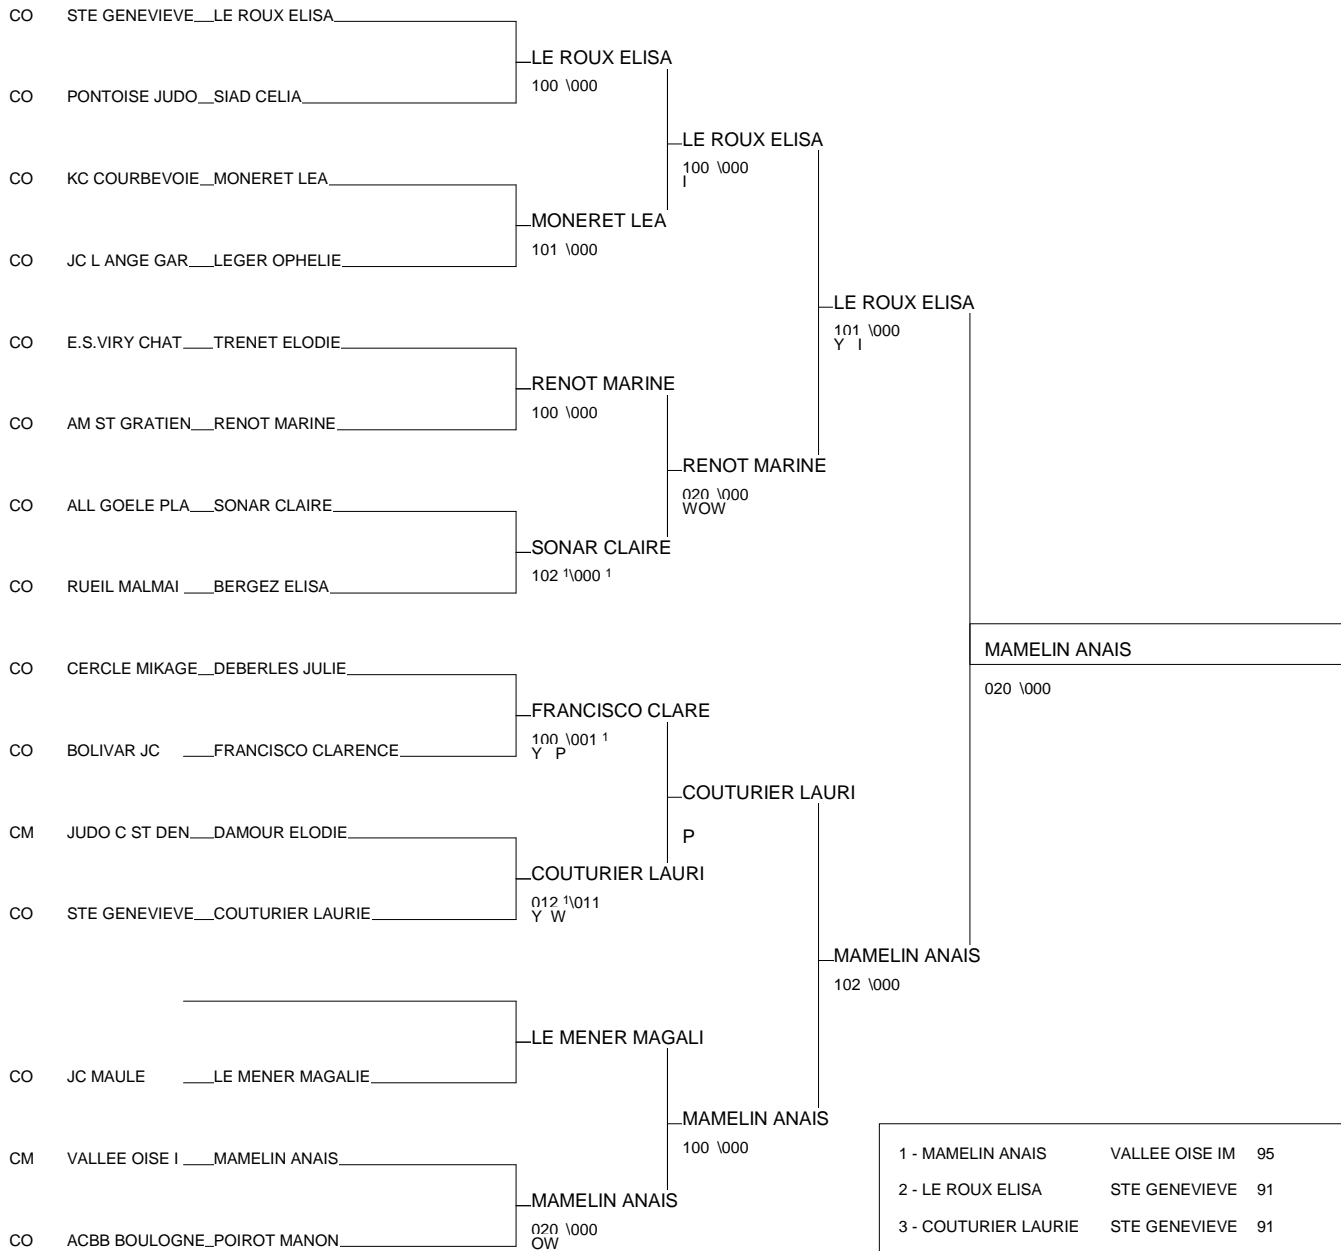 CO STE GENEVIEVE LE ROUX ELISA
LE ROUX ELISA
100 \000
CO PONTOISE JUDO SIAD CELIA
LE ROUX ELISA
100 \000
I
CO KC COURBEVOIE MONERET LEA
MONERET LEA
101 \000
CO JC L ANGE GAR LEGER OPHELIE
LE ROUX ELISA
101 \000
Y I
CO E.S.VIRY CHAT TRENET ELODIE
RENOT MARINE
100 \000
CO AM ST GRATIEN RENOT MARINE
RENOT MARINE
020 \000
WOW
CO ALL GOELE PLA SONAR CLAIRE
SONAR CLAIRE
102 ¹\000 ¹
CO RUEIL MALMAI BERGEZ ELISA
MAMELIN ANAIS
020 \000
CO CERCLE MIKAGE DEBERLES JULIE
FRANCISCO CLARE
100 \001 ¹
Y P
CO BOLIVAR JC FRANCISCO CLARENCE
COUTURIER LAURI
P
CM JUDO C ST DEN DAMOUR ELODIE
COUTURIER LAURI
012 ¹\011
Y W
CO STE GENEVIEVE COUTURIER LAURIE
MAMELIN ANAIS
102 \000
LE MENER MAGALI
CO JC MAULE LE MENER MAGALIE
MAMELIN ANAIS
100 \000
CM VALLEE OISE I MAMELIN ANAIS
MAMELIN ANAIS
020 \000
OW
CO ACBB BOULOGNE POIROT MANON
1 - MAMELIN ANAIS VALLEE OISE IM 95
2 - LE ROUX ELISA STE GENEVIEVE 91
3 - COUTURIER LAURIE STE GENEVIEVE 91